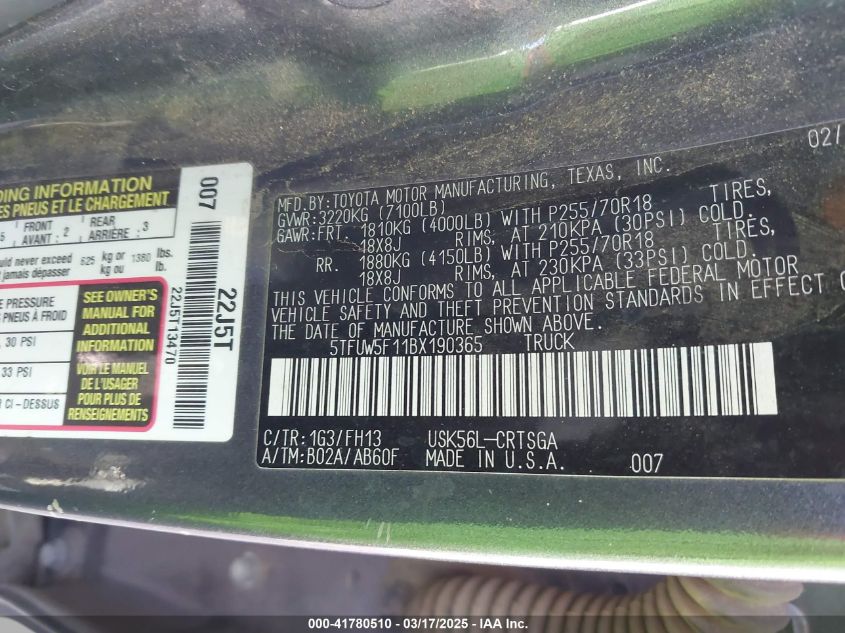 DING INFORMATION
ES PNEUS ET LE CHARGEMENT
5 FRONT AVANT : 2 REAR ARRIÈRE : 3
ould never exceed 625 kg or 1380 lbs.
t jamais dépasser kg ou lb.
E PRESSURE
PNEUS À FROID
30 PSI
33 PSI
R CI-DESSUS
SEE OWNER'S
MANUAL FOR
ADDITIONAL
INFORMATION
VOIR LE MANUEL
DE L'USAGER
POUR PLUS DE
RENSEIGNEMENTS
007
22J5T
22J5T13470
02/
MFD.BY:TOYOTA MOTOR MANUFACTURING, TEXAS, INC.
GVWR:3220KG (7100LB)
GAWR:FRT. 1810KG (4000LB) WITH P255/70R18 TIRES,
18X8J RIMS, AT 210KPA (30PSI) COLD.
RR. 1880KG (4150LB) WITH P255/70R18 TIRES,
18X8J RIMS, AT 230KPA (33PSI) COLD.
THIS VEHICLE CONFORMS TO ALL APPLICABLE FEDERAL MOTOR
VEHICLE SAFETY AND THEFT PREVENTION STANDARDS IN EFFECT O
THE DATE OF MANUFACTURE SHOWN ABOVE.
5TFUW5F11BX190365 TRUCK
C/TR: 1G3/FH13 USK56L-CRTSGA
A/TM: B02A/AB60F MADE IN U.S.A. 007
000-41780510 - 03/17/2025 - IAA Inc.